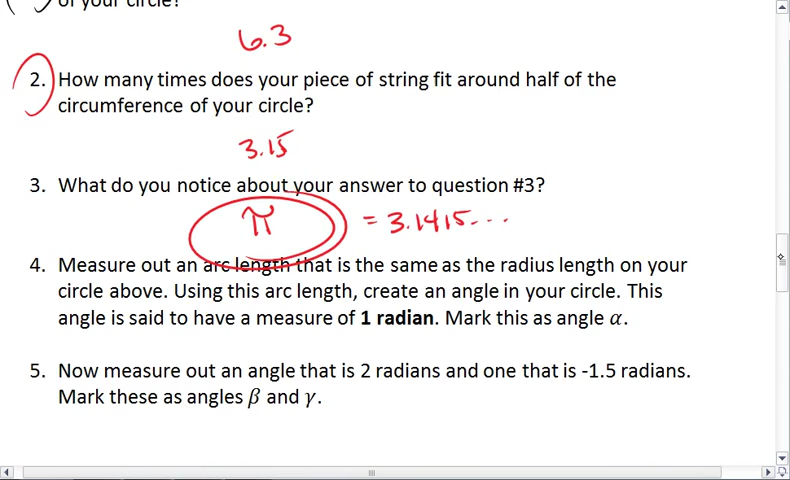 of your circle?
6.3
2. How many times does your piece of string fit around half of the
circumference of your circle?
3.15
3. What do you notice about your answer to question #3?
π = 3.1415...
4. Measure out an arc length that is the same as the radius length on your
circle above. Using this arc length, create an angle in your circle. This
angle is said to have a measure of 1 radian. Mark this as angle α.
5. Now measure out an angle that is 2 radians and one that is -1.5 radians.
Mark these as angles β and γ.